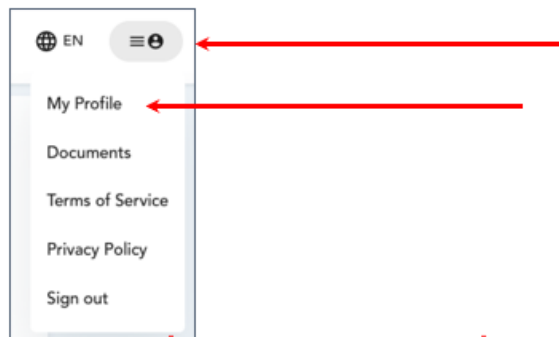 EN
My Profile
Documents
Terms of Service
Privacy Policy
Sign out